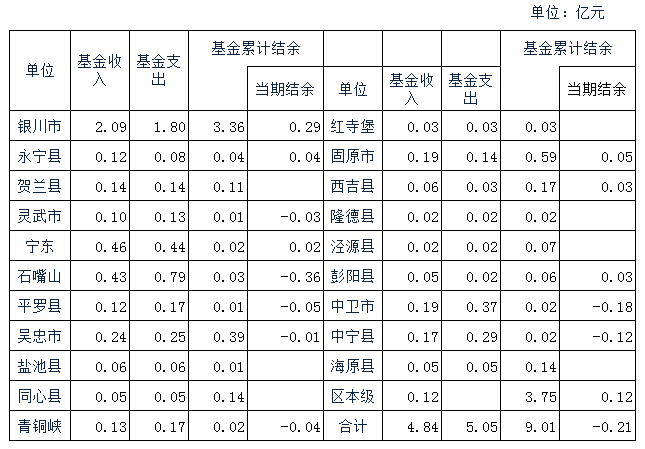 单位：亿元
单位 基金收入 基金支出 基金累计结余 当期结余 单位 基金收入 基金支出 基金累计结余 当期结余
银川市 2.09 1.80 3.36 0.29 红寺堡 0.03 0.03 0.03
永宁县 0.12 0.08 0.04 0.04 固原市 0.19 0.14 0.59 0.05
贺兰县 0.14 0.14 0.11 西吉县 0.06 0.03 0.17 0.03
灵武市 0.10 0.13 0.01 -0.03 隆德县 0.02 0.02 0.02
宁东 0.46 0.44 0.02 0.02 泾源县 0.02 0.02 0.07
石嘴山 0.43 0.79 0.03 -0.36 彭阳县 0.05 0.02 0.06 0.03
平罗县 0.12 0.17 0.01 -0.05 中卫市 0.19 0.37 0.02 -0.18
吴忠市 0.24 0.25 0.39 -0.01 中宁县 0.17 0.29 0.02 -0.12
盐池县 0.06 0.06 0.01 海原县 0.05 0.05 0.14
同心县 0.05 0.05 0.14 区本级 0.12 3.75 0.12
青铜峡 0.13 0.17 0.02 -0.04 合计 4.84 5.05 9.01 -0.21